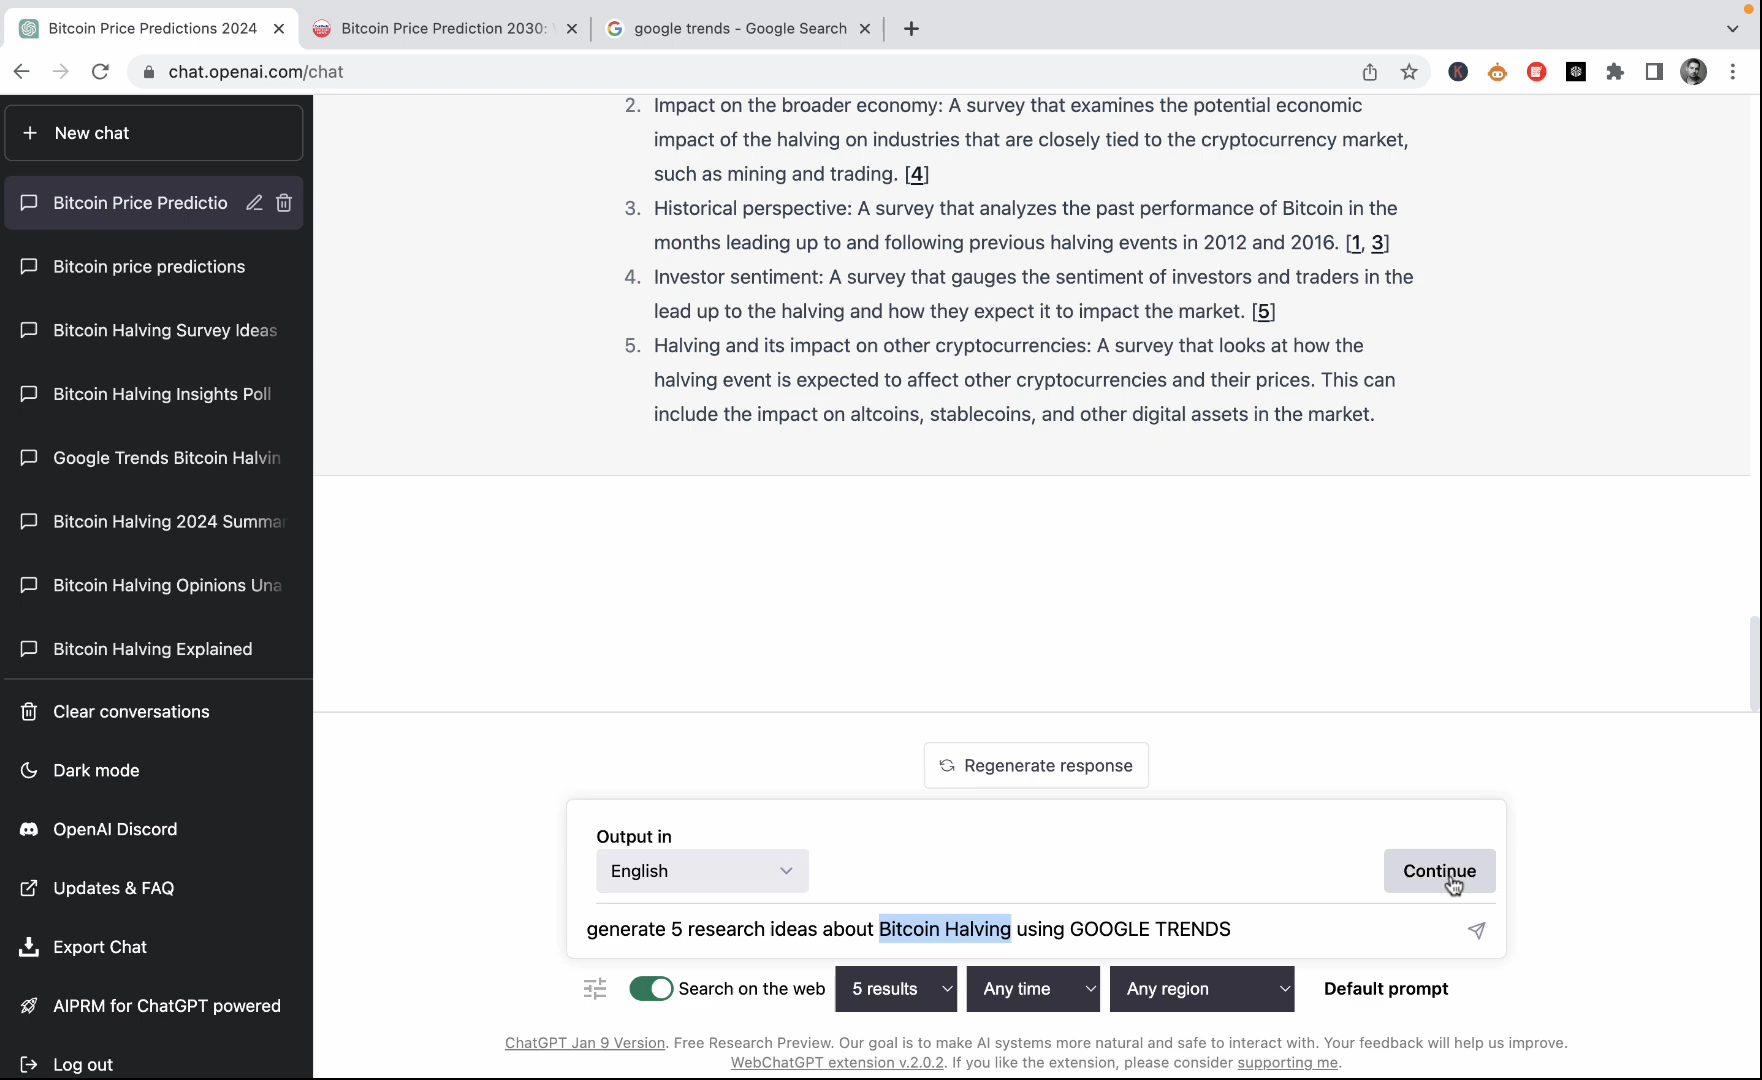 Bitcoin Price Predictions 2024
Bitcoin Price Prediction 2030:
google trends - Google Search
chat.openai.com/chat
New chat
Bitcoin Price Predictio
Bitcoin price predictions
Bitcoin Halving Survey Ideas
Bitcoin Halving Insights Poll
Google Trends Bitcoin Halvin
Bitcoin Halving 2024 Summar
Bitcoin Halving Opinions Una
Bitcoin Halving Explained
Clear conversations
Dark mode
OpenAI Discord
Updates & FAQ
Export Chat
AIPRM for ChatGPT powered
Log out
2. Impact on the broader economy: A survey that examines the potential economic
impact of the halving on industries that are closely tied to the cryptocurrency market,
such as mining and trading. [4]
3. Historical perspective: A survey that analyzes the past performance of Bitcoin in the
months leading up to and following previous halving events in 2012 and 2016. [1, 3]
4. Investor sentiment: A survey that gauges the sentiment of investors and traders in the
lead up to the halving and how they expect it to impact the market. [5]
5. Halving and its impact on other cryptocurrencies: A survey that looks at how the
halving event is expected to affect other cryptocurrencies and their prices. This can
include the impact on altcoins, stablecoins, and other digital assets in the market.
Regenerate response
Output in
English
Continue
generate 5 research ideas about Bitcoin Halving using GOOGLE TRENDS
Search on the web
5 results
Any time
Any region
Default prompt
ChatGPT Jan 9 Version. Free Research Preview. Our goal is to make AI systems more natural and safe to interact with. Your feedback will help us improve.
WebChatGPT extension v.2.0.2. If you like the extension, please consider supporting me.